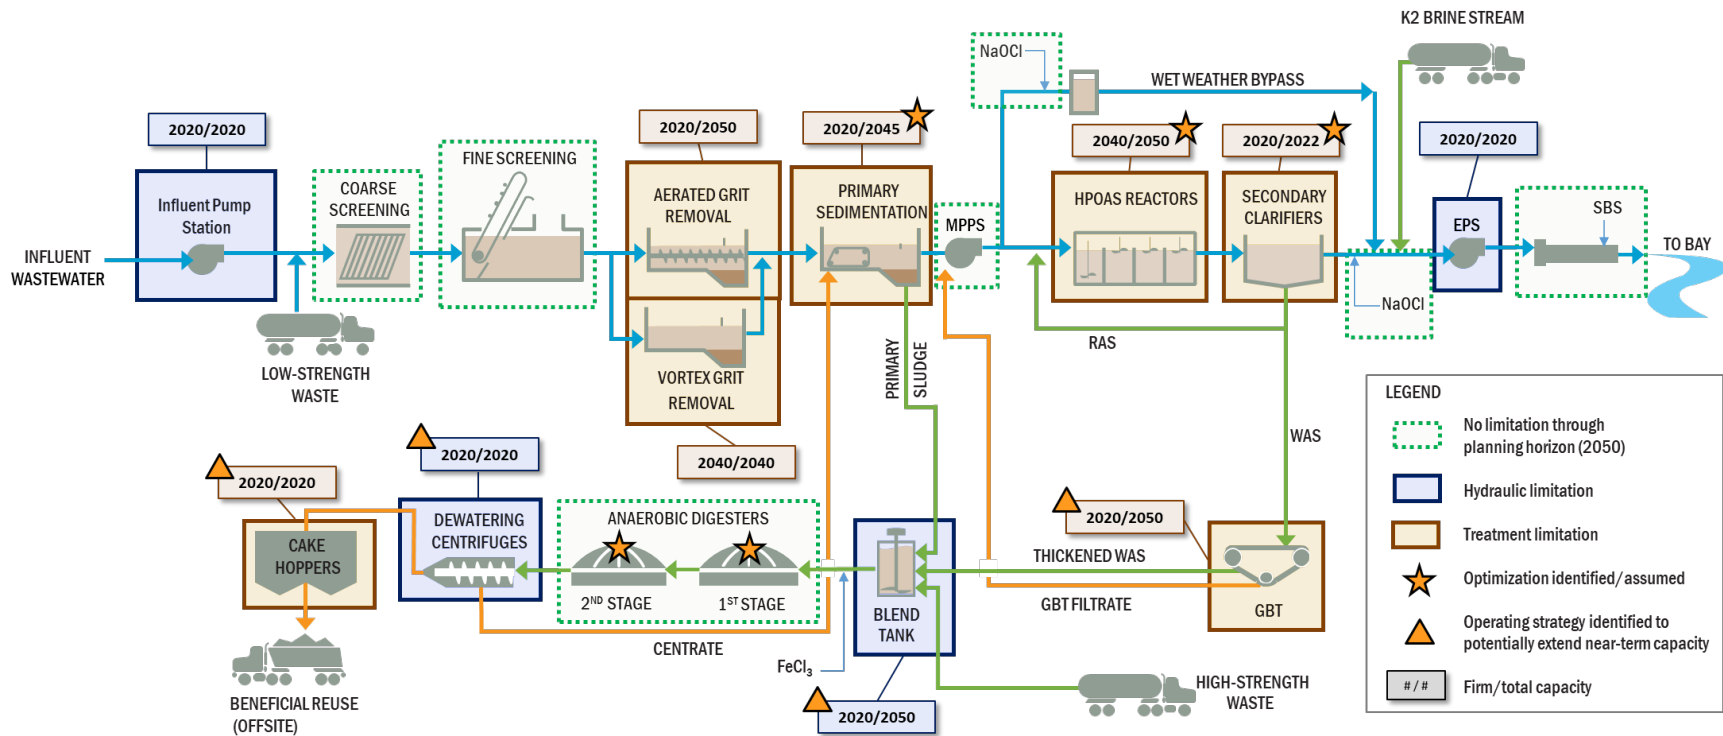 K2 BRINE STREAM
NaOCl
WET WEATHER BYPASS
2020/2020
2020/2050
2020/2045
2040/2050
2020/2022
2020/2020
Influent Pump
Station
COARSE
SCREENING
FINE SCREENING
AERATED GRIT
REMOVAL
PRIMARY
SEDIMENTATION
MPPS
HPOAS REACTORS
SECONDARY
CLARIFIERS
EPS
SBS
TO BAY
INFLUENT
WASTEWATER
NaOCl
LOW-STRENGTH
WASTE
VORTEX GRIT
REMOVAL
2040/2040
PRIMARY
SLUDGE
RAS
WAS
2020/2020
2020/2020
2020/2050
CAKE
HOPPERS
DEWATERING
CENTRIFUGES
ANAEROBIC DIGESTERS
2ND STAGE
1ST STAGE
BLEND
TANK
THICKENED WAS
GBT FILTRATE
GBT
CENTRATE
FeCl3
2020/2050
HIGH-STRENGTH
WASTE
BENEFICIAL REUSE
(OFFSITE)
LEGEND
No limitation through
planning horizon (2050)
Hydraulic limitation
Treatment limitation
Optimization identified/assumed
Operating strategy identified to
potentially extend near-term capacity
# / #
Firm/total capacity